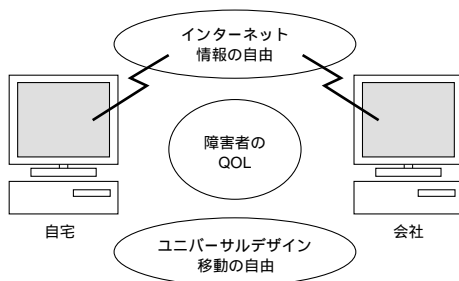 インターネット
情報の自由
障害者の
QOL
自宅
会社
ユニバーサルデザイン
移動の自由